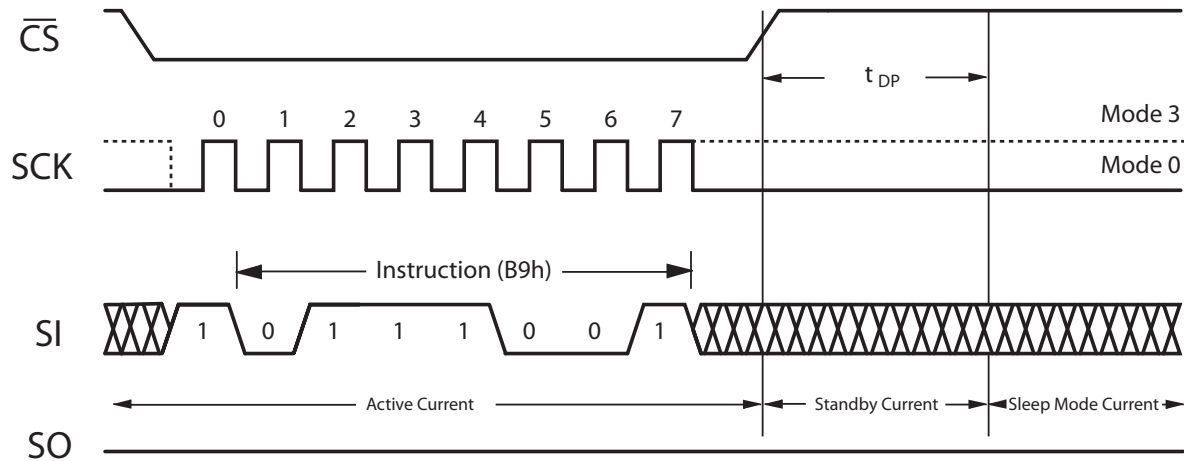 CS
t DP
0 1 2 3 4 5 6 7
Mode 3
SCK
Mode 0
Instruction (B9h)
SI
1 0 1 1 1 0 0 1
Active Current
Standby Current
Sleep Mode Current
SO